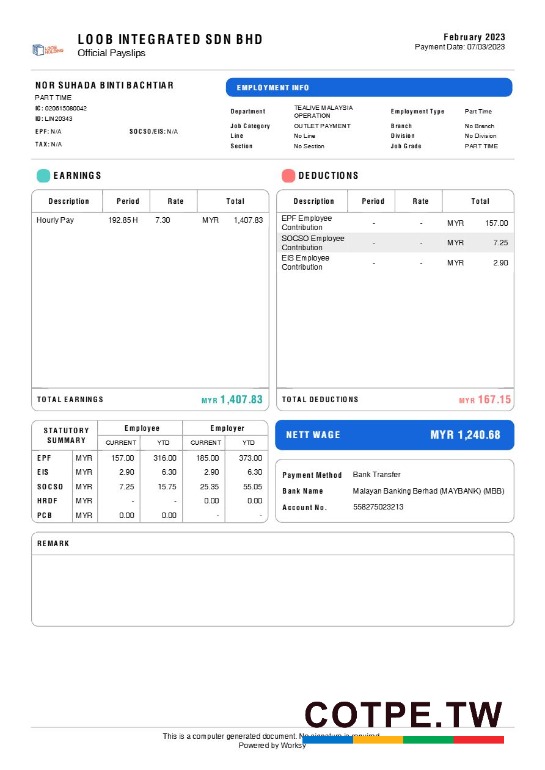 LOOB INTEGRATED SDN BHD
Official Payslips
February 2023
Payment Date: 07/03/2023
NOR SUHADA BINTI BACHTIAR
PART TIME
IC: 020615080042
ID: LIN20343
EPF: N/A SOCSO/EIS: N/A
TAX: N/A
EMPLOYMENT INFO
Department TEALIVE MALAYSIA OPERATION Employment Type Part Time
Job Category OUTLET PAYMENT Branch No Branch
Line No Line Division No Division
Section No Section Job Grade PART TIME
EARNINGS
Description Period Rate Total
Hourly Pay 192.85 H 7.30 MYR 1,407.83
TOTAL EARNINGS MYR 1,407.83
DEDUCTIONS
Description Period Rate Total
EPF Employee Contribution - - MYR 157.00
SOCSO Employee Contribution - - MYR 7.25
EIS Employee Contribution - - MYR 2.90
TOTAL DEDUCTIONS MYR 167.15
STATUTORY SUMMARY Employee Employer
CURRENT YTD CURRENT YTD
EPF MYR 157.00 316.00 185.00 373.00
EIS MYR 2.90 6.30 2.90 6.30
SOCSO MYR 7.25 15.75 25.35 55.05
HRDF MYR - - 0.00 0.00
PCB MYR 0.00 0.00 - -
NETT WAGE MYR 1,240.68
Payment Method Bank Transfer
Bank Name Malayan Banking Berhad (MAYBANK) (MBB)
Account No. 558275023213
REMARK
COTPE.TW
This is a computer generated document. No signature is required.
Powered by Worksy